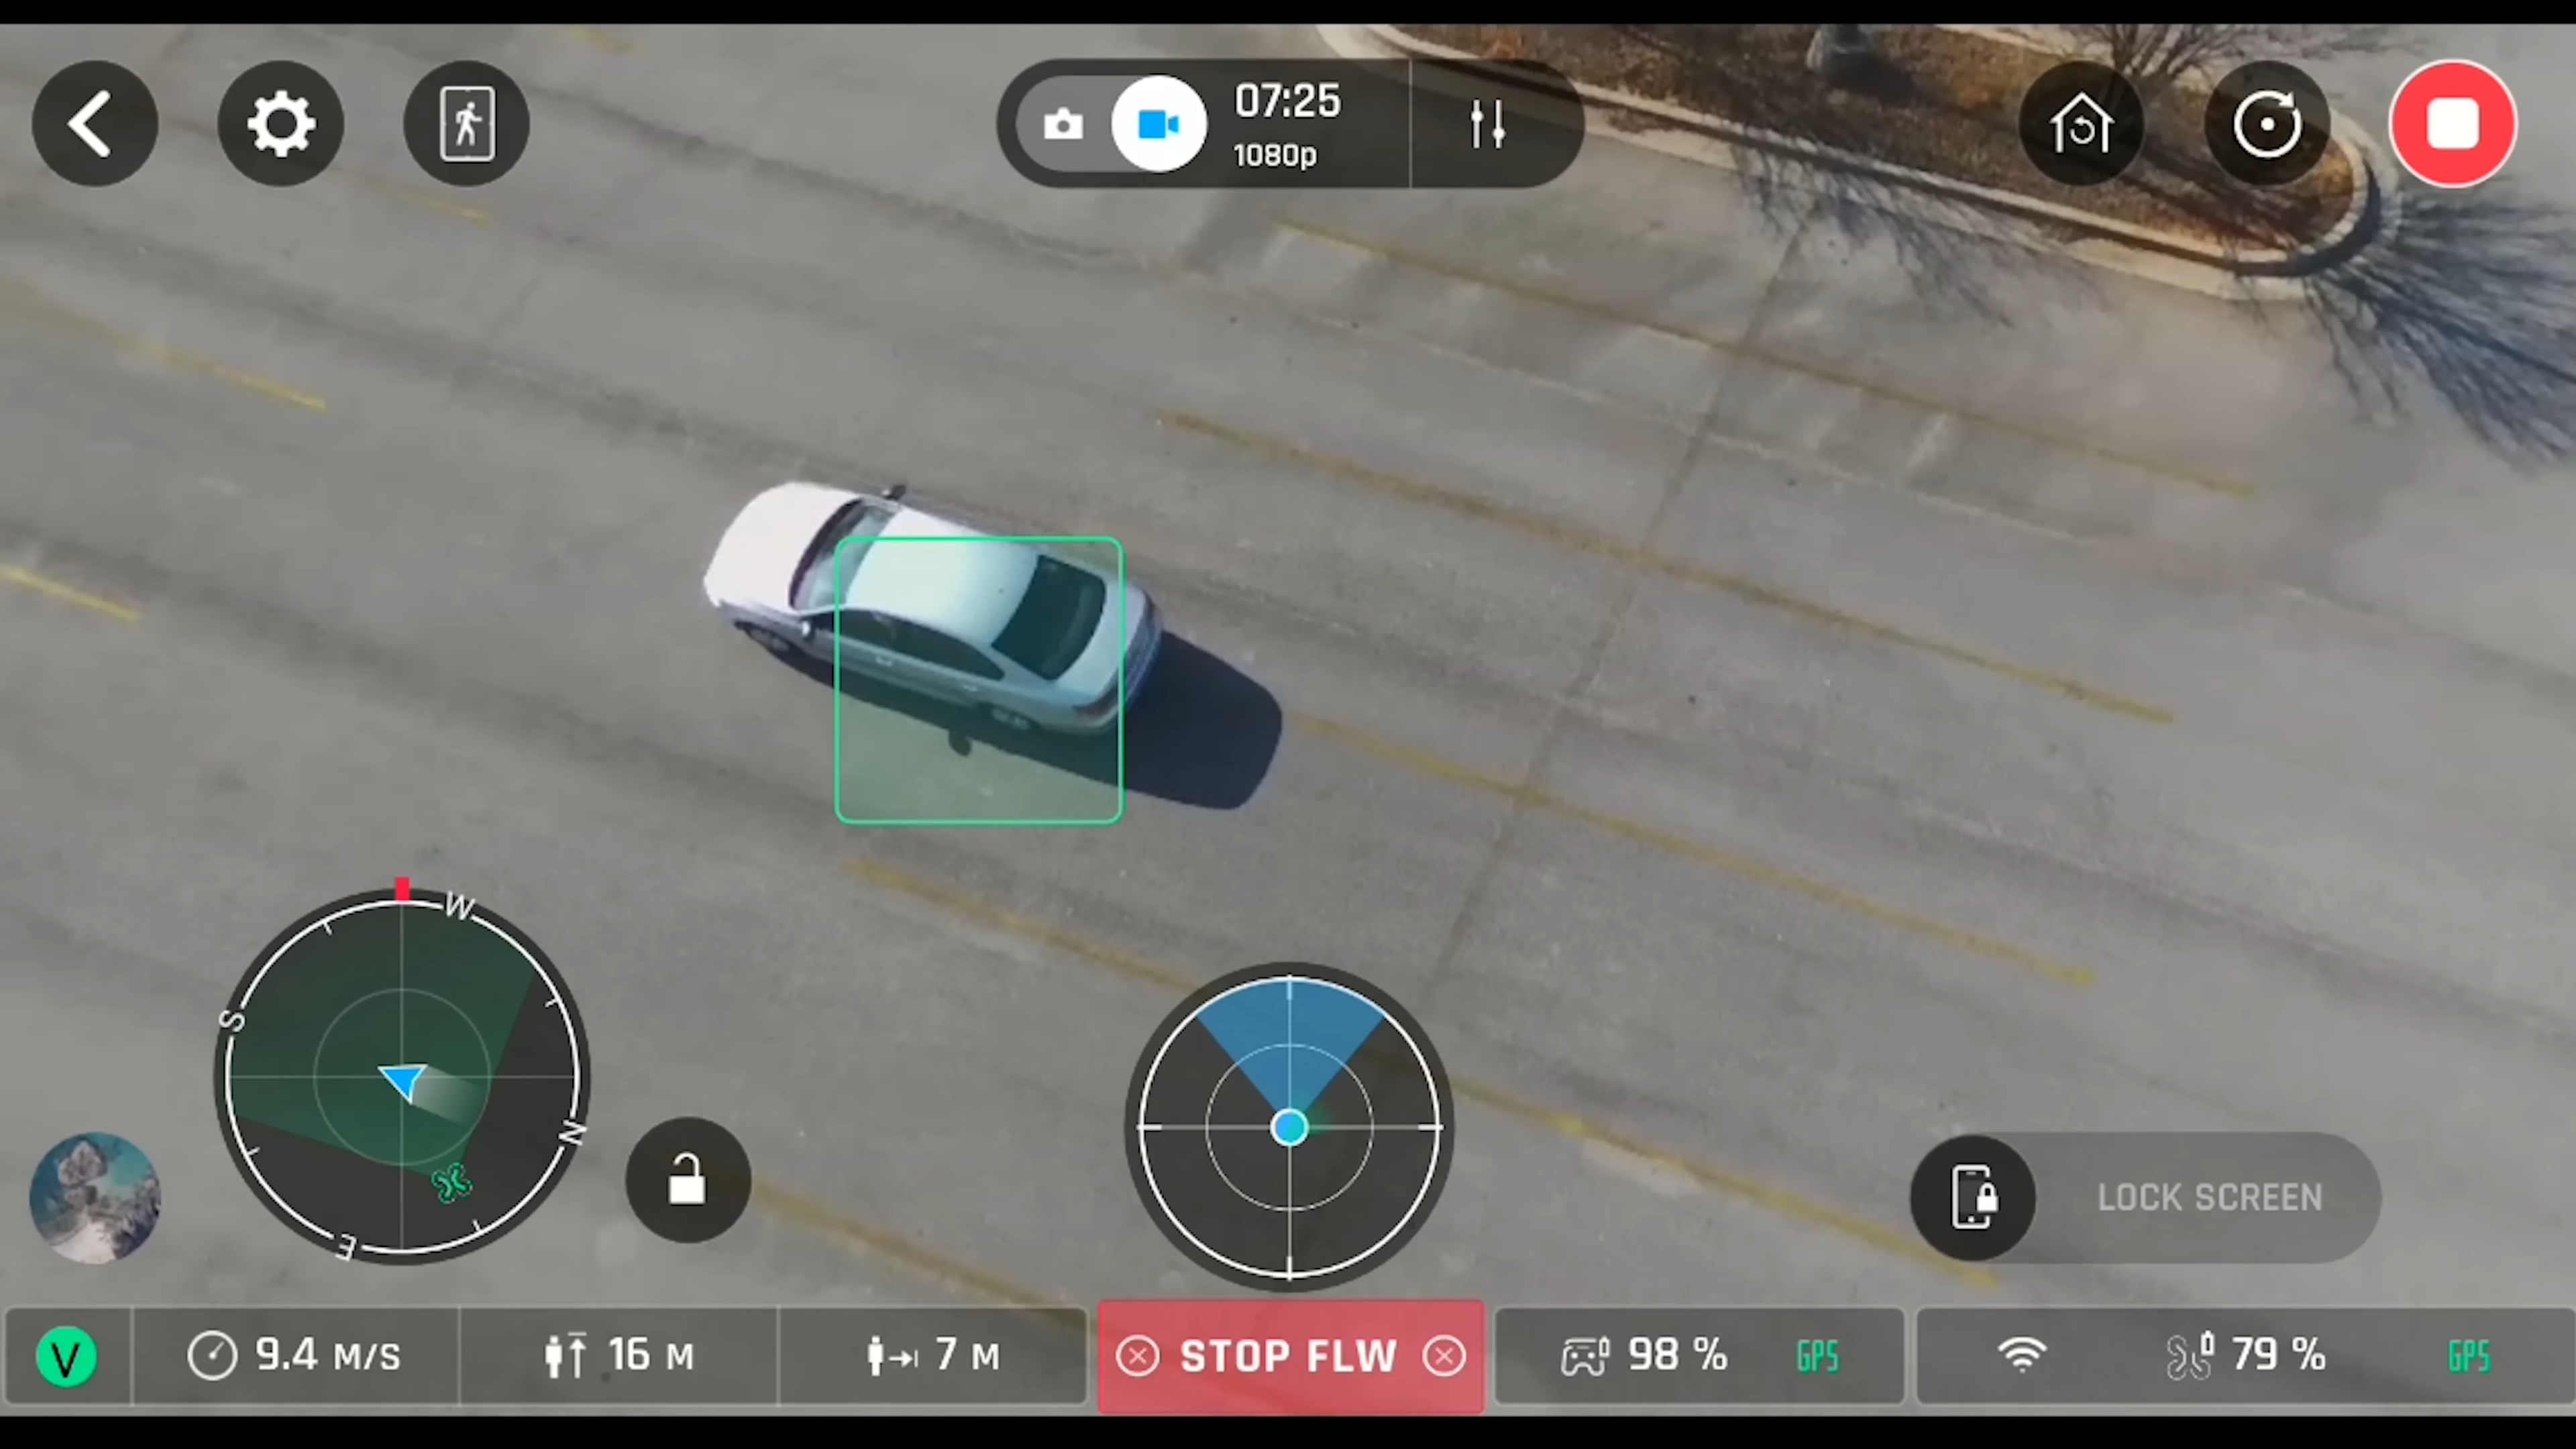 07:25
1080p
W
S
N
E
LOCK SCREEN
V
9.4 M/S
16 M
7 M
STOP FLW
98 %
GPS
79 %
GPS